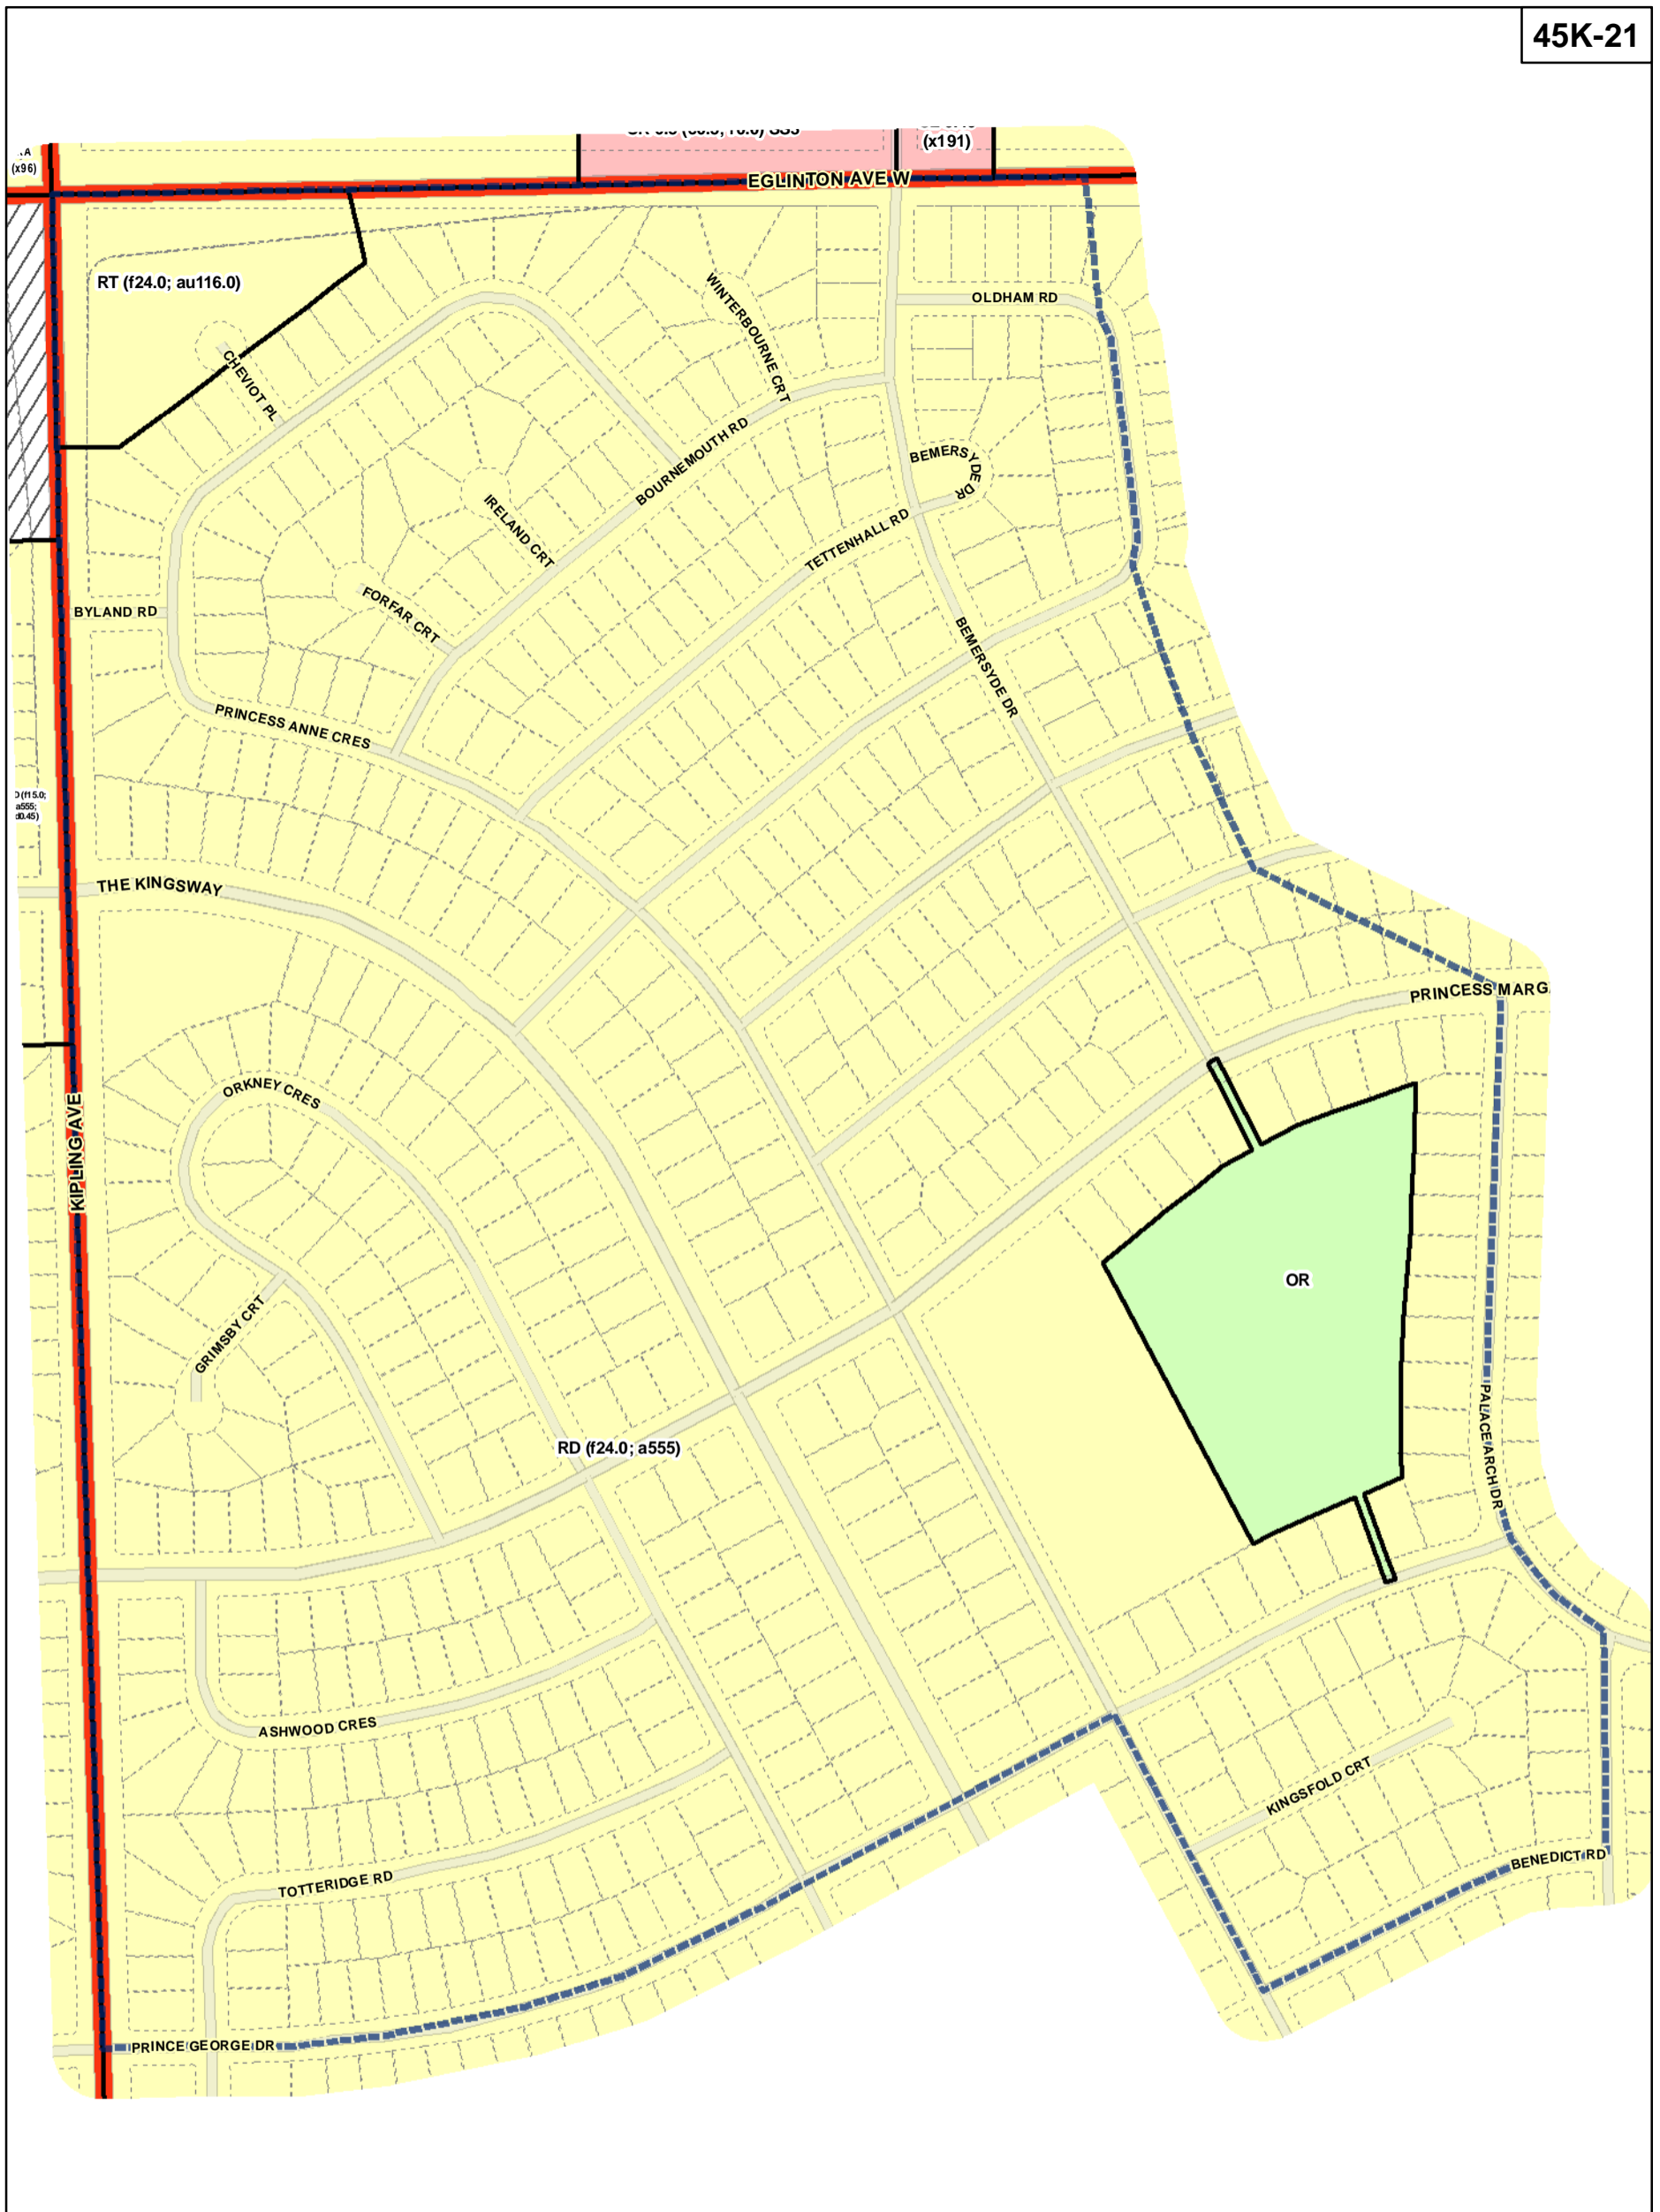 45K-21
(x191)
(x96)
EGLINTON AVE W
RT (f24.0; au116.0)
OLDHAM RD
WINTERBOURNE CRT
CHEVIOT PL
BOURNEMOUTH RD
BEMERSYDE DR
IRELAND CRT
TETTENHALL RD
FORFAR CRT
BYLAND RD
BEMERSYDE DR
PRINCESS ANNE CRES
a555;
THE KINGSWAY
PRINCESS MARG
ORKNEY CRES
KIPLING AVE
OR
GRIMSBY CRT
RD (f24.0; a555)
PALACE ARCH DR
ASHWOOD CRES
KINGSFOLD CRT
BENEDICT RD
TOTTERIDGE RD
PRINCE GEORGE DR